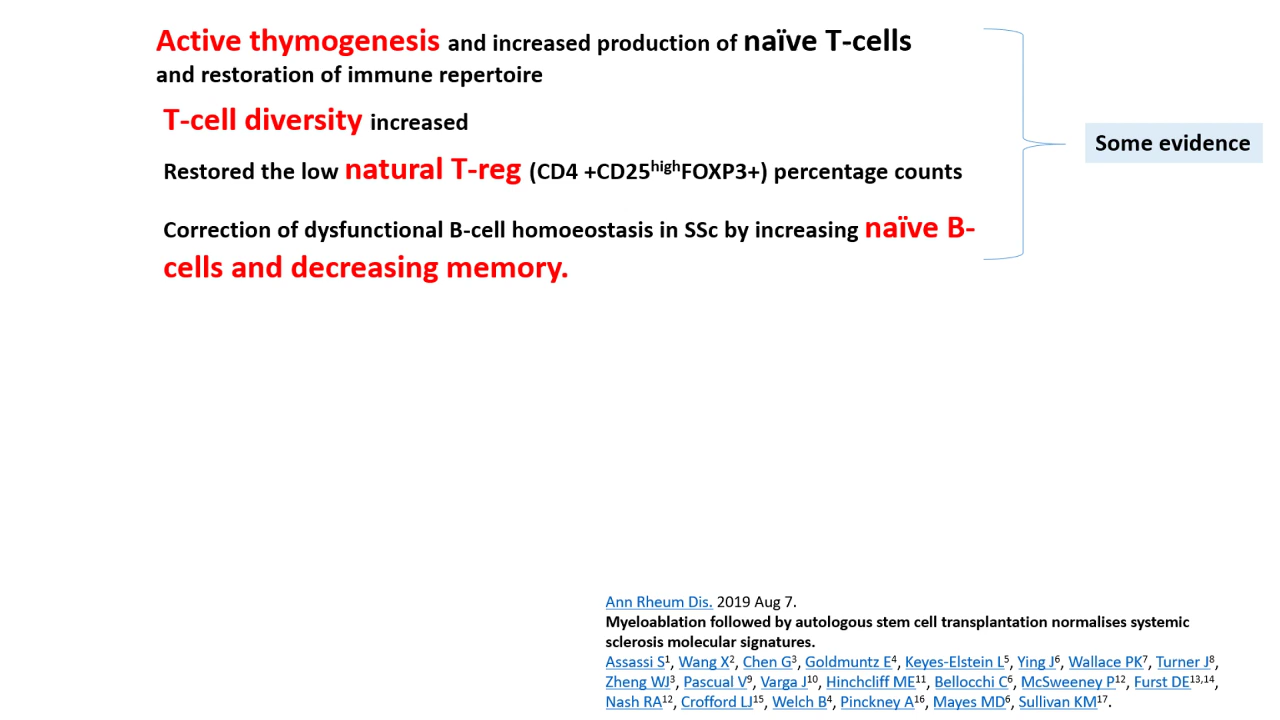 Active thymogenesis and increased production of naïve T-cells
and restoration of immune repertoire
T-cell diversity increased
Restored the low natural T-reg (CD4 +CD25highFOXP3+) percentage counts
Some evidence
Correction of dysfunctional B-cell homoeostasis in SSc by increasing naïve B-
cells and decreasing memory.
Ann Rheum Dis. 2019 Aug 7.
Myeloablation followed by autologous stem cell transplantation normalises systemic
sclerosis molecular signatures.
Assassi S1, Wang X2, Chen G3, Goldmuntz E4, Keyes-Elstein L5, Ying J6, Wallace PK7, Turner J8,
Zheng WJ3, Pascual V9, Varga J10, Hinchcliff ME11, Bellocchi C6, McSweeney P12, Furst DE13,14,
Nash RA12, Crofford LJ15, Welch B4, Pinckney A16, Mayes MD6, Sullivan KM17.